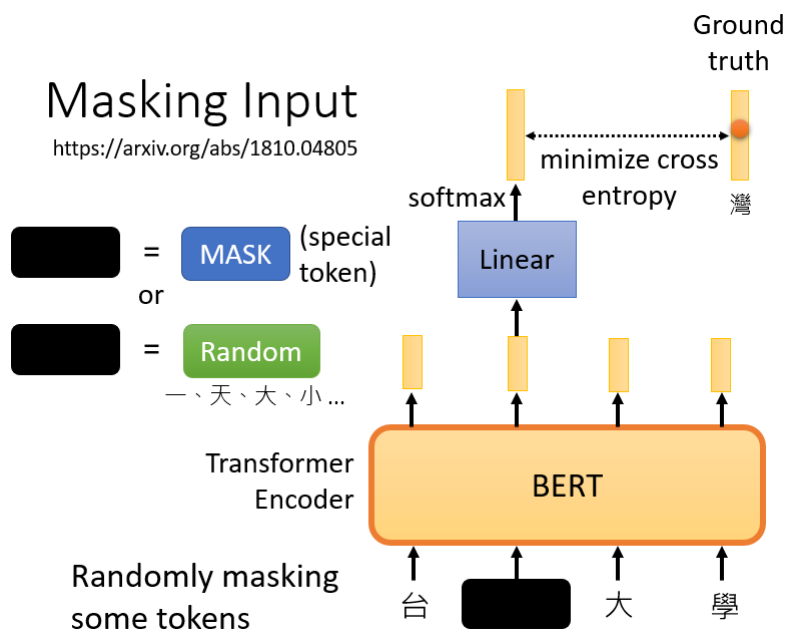 Masking Input
https://arxiv.org/abs/1810.04805
Ground
truth
minimize cross
entropy
灣
softmax
Linear
= MASK (special
token)
or
= Random
一、天、大、小 ...
Transformer
Encoder
BERT
Randomly masking
some tokens
台 大 學